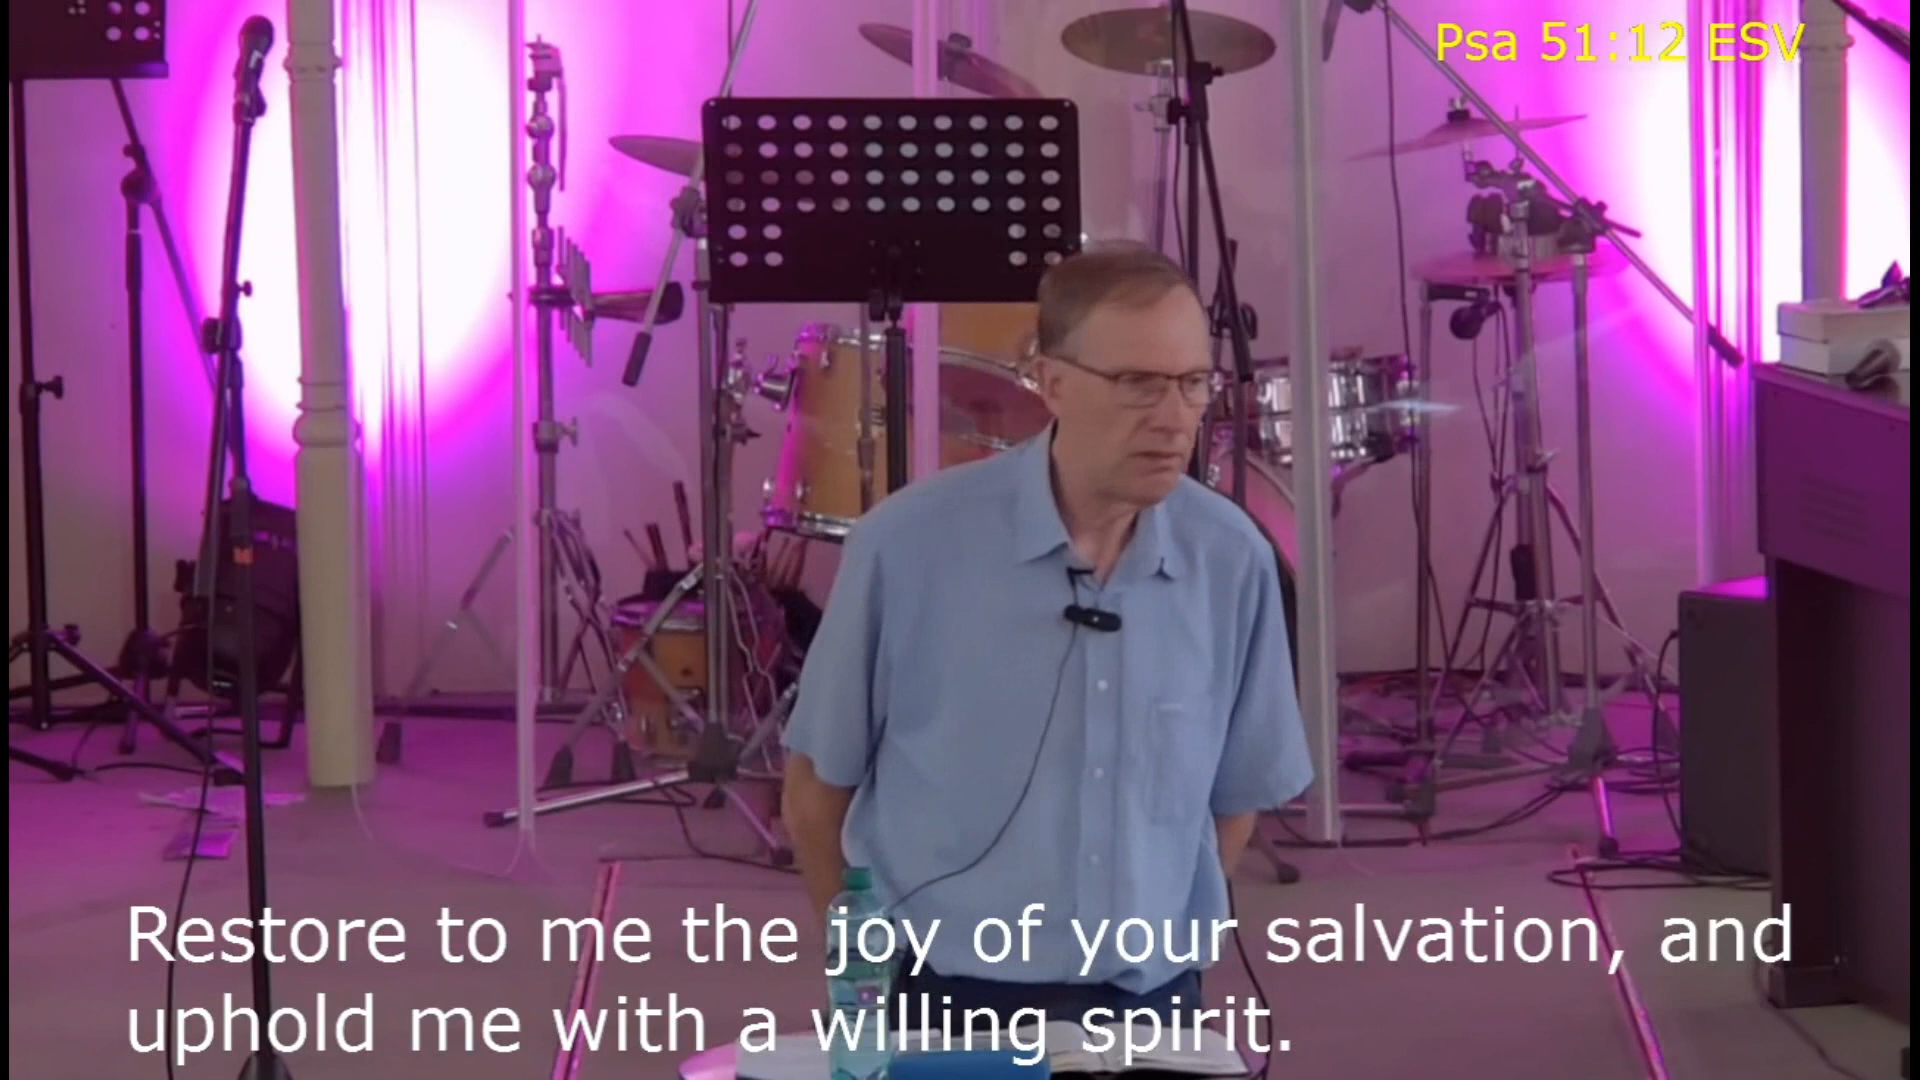 Psa 51:12 ESV
Restore to me the joy of your salvation, and
uphold me with a willing spirit.